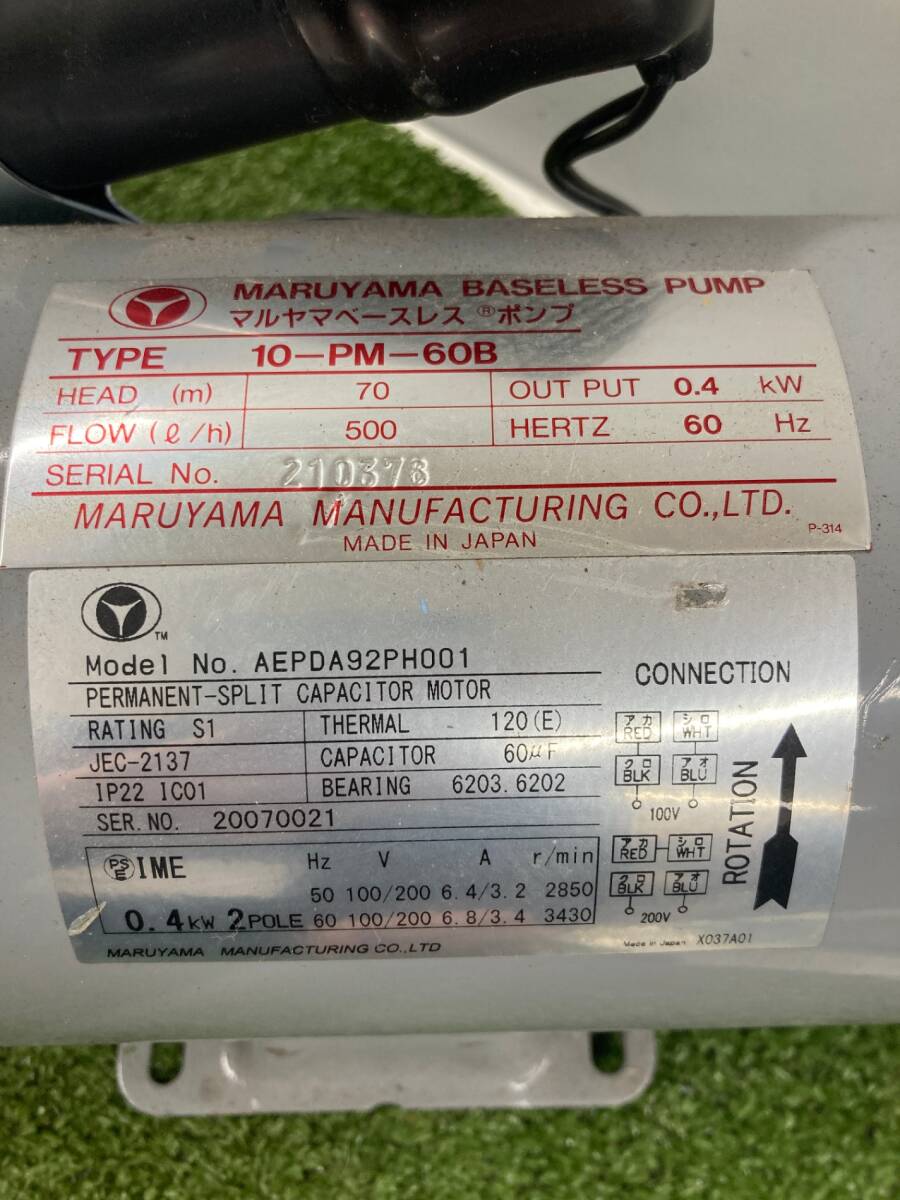 MARUYAMA BASELESS PUMP
マルヤマベースレス®ポンプ
TYPE 10-PM-60B
HEAD (m) 70 OUT PUT 0.4 kW
FLOW (ℓ/h) 500 HERTZ 60 Hz
SERIAL No. 210378
MARUYAMA MANUFACTURING CO.,LTD.
P-314
MADE IN JAPAN
TM
Model No. AEPDA92PH001
PERMANENT-SPLIT CAPACITOR MOTOR
RATING S1 THERMAL 120(E)
JEC-2137 CAPACITOR 60μF
IP22 IC01 BEARING 6203.6202
SER.NO. 20070021
PSE IME Hz V A r/min
50 100/200 6.4/3.2 2850
0.4kW 2POLE 60 100/200 6.8/3.4 3430
MARUYAMA MANUFACTURING CO.,LTD
CONNECTION
アカ シロ
RED WHT
クロ アオ
BLK BLU
100V
アカ シロ
RED WHT
クロ アオ
BLK BLU
200V
ROTATION
Made in Japan X037A01